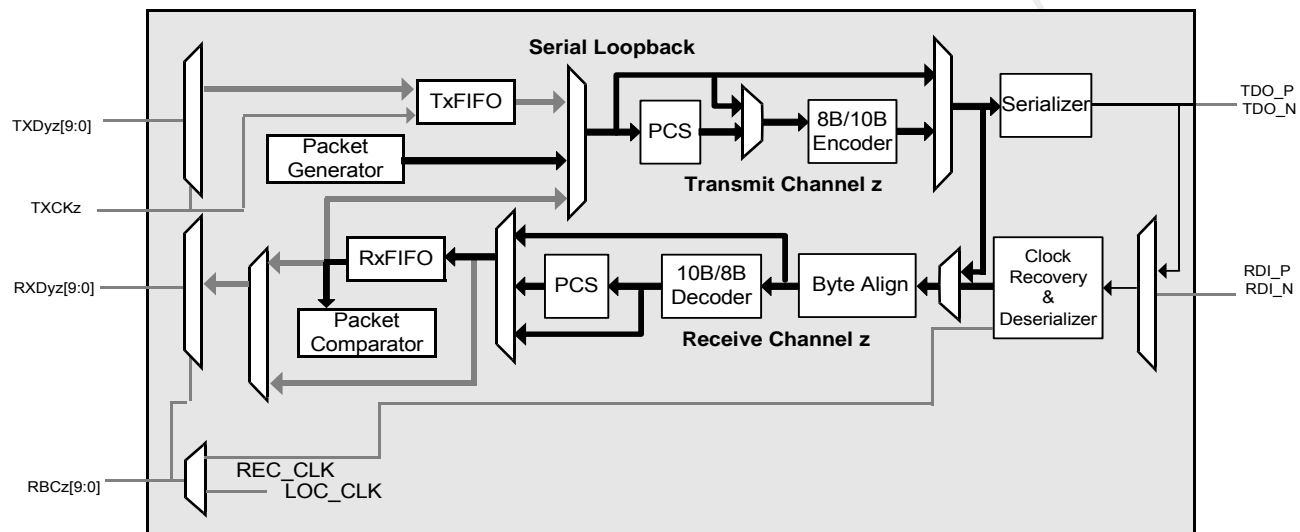 Serial Loopback
TXDyz[9:0]
TxFIFO
Serializer
TDO_P
TDO_N
PCS
8B/10B
Encoder
Packet
Generator
Transmit Channel z
TXCKz
RxFIFO
PCS
10B/8B
Decoder
Byte Align
Clock
Recovery
&
Deserializer
RDI_P
RDI_N
RXDyz[9:0]
Packet
Comparator
Receive Channel z
REC_CLK
RBCz[9:0]
LOC_CLK